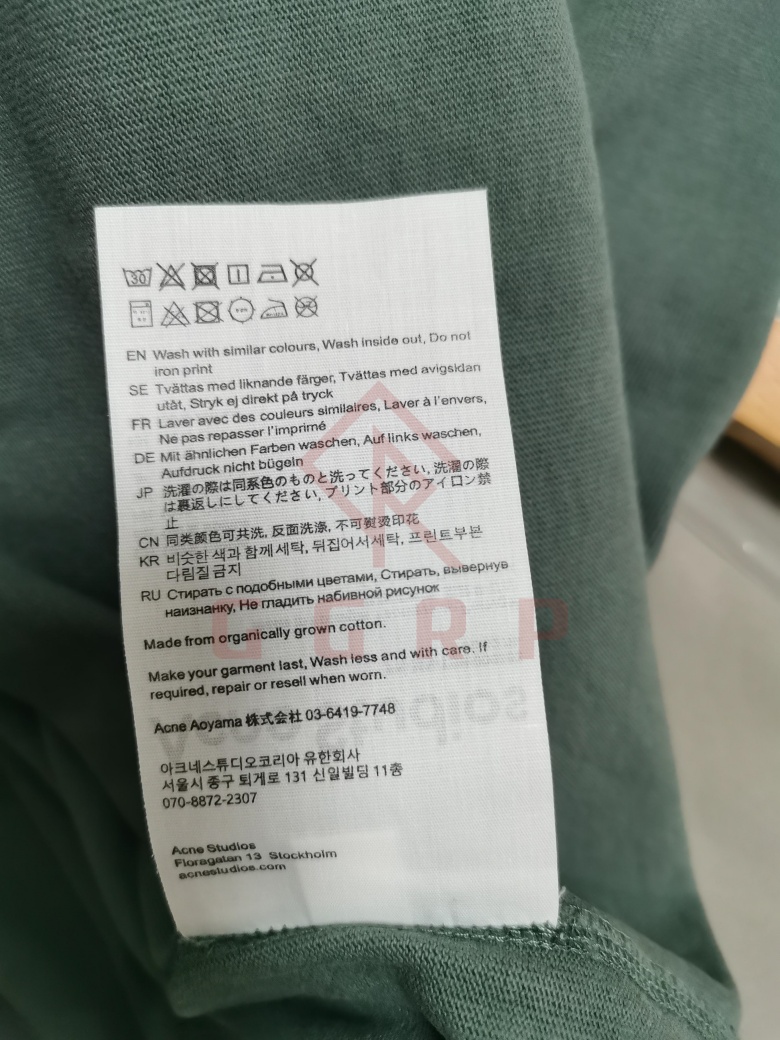 30
EN Wash with similar colours, Wash inside out, Do not
iron print
SE Tvättas med liknande färger, Tvättas med avigsidan
utåt, Stryk ej direkt på tryck
FR Laver avec des couleurs similaires, Laver à l'envers,
Ne pas repasser l'imprimé
DE Mit ähnlichen Farben waschen, Auf links waschen,
Aufdruck nicht bügeln
JP 洗濯の際は同系色のものと洗ってください, 洗濯の際
は裏返しにしてください, プリント部分のアイロン禁
止
CN 同类颜色可共洗, 反面洗涤, 不可熨烫印花
KR 비슷한 색과 함께 세탁, 뒤집어서 세탁, 프린트부분
다림질 금지
RU Стирать с подобными цветами, Стирать, вывернув
наизнанку, Не гладить набивной рисунок
GGRP
Made from organically grown cotton.
Make your garment last, Wash less and with care. If
required, repair or resell when worn.
Acne Aoyama 株式会社 03-6419-7748
아크네스튜디오코리아 유한회사
서울시 중구 퇴계로 131 신일빌딩 11층
070-8872-2307
Acne Studios
Floragatan 13 Stockholm
acnestudios.com